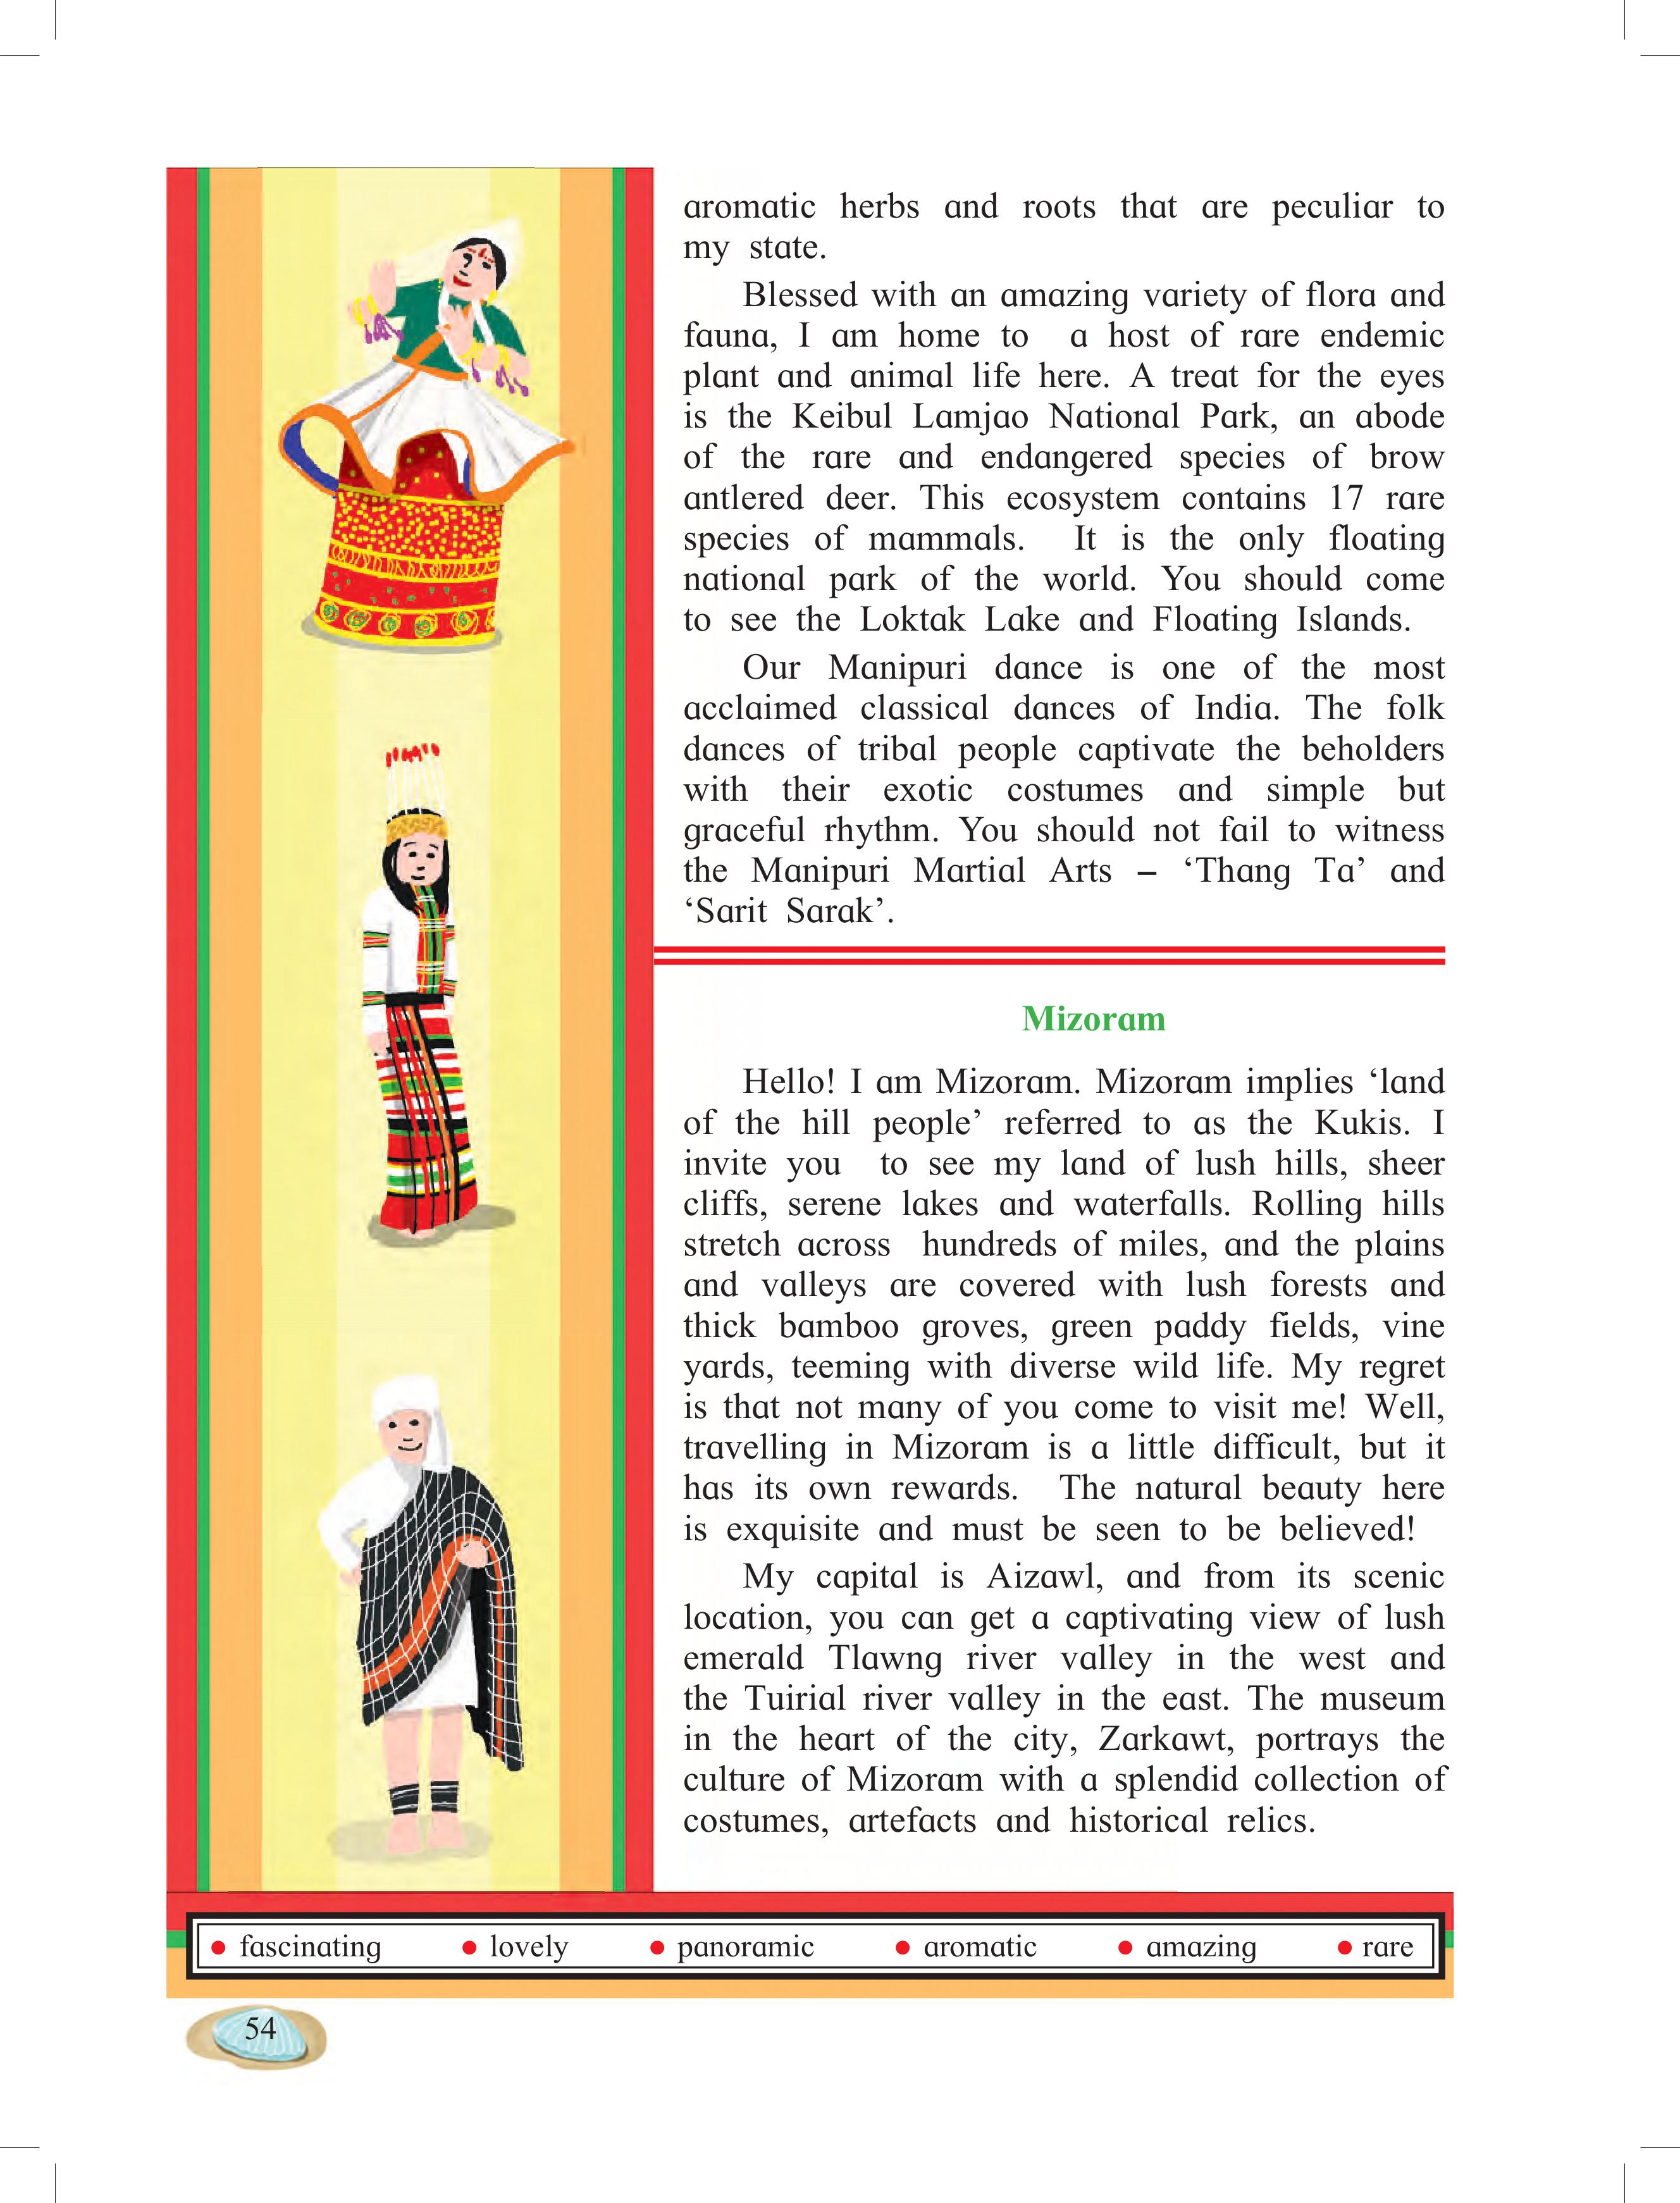 aromatic herbs and roots that are peculiar to
my state.
Blessed with an amazing variety of flora and
fauna, I am home to a host of rare endemic
plant and animal life here. A treat for the eyes
is the Keibul Lamjao National Park, an abode
of the rare and endangered species of brow
antlered deer. This ecosystem contains 17 rare
species of mammals. It is the only floating
national park of the world. You should come
to see the Loktak Lake and Floating Islands.
Our Manipuri dance is one of the most
acclaimed classical dances of India. The folk
dances of tribal people captivate the beholders
with their exotic costumes and simple but
graceful rhythm. You should not fail to witness
the Manipuri Martial Arts – ‘Thang Ta’ and
‘Sarit Sarak’.
Mizoram
Hello! I am Mizoram. Mizoram implies ‘land
of the hill people’ referred to as the Kukis. I
invite you to see my land of lush hills, sheer
cliffs, serene lakes and waterfalls. Rolling hills
stretch across hundreds of miles, and the plains
and valleys are covered with lush forests and
thick bamboo groves, green paddy fields, vine
yards, teeming with diverse wild life. My regret
is that not many of you come to visit me! Well,
travelling in Mizoram is a little difficult, but it
has its own rewards. The natural beauty here
is exquisite and must be seen to be believed!
My capital is Aizawl, and from its scenic
location, you can get a captivating view of lush
emerald Tlawng river valley in the west and
the Tuirial river valley in the east. The museum
in the heart of the city, Zarkawt, portrays the
culture of Mizoram with a splendid collection of
costumes, artefacts and historical relics.
• fascinating • lovely • panoramic • aromatic • amazing • rare
54